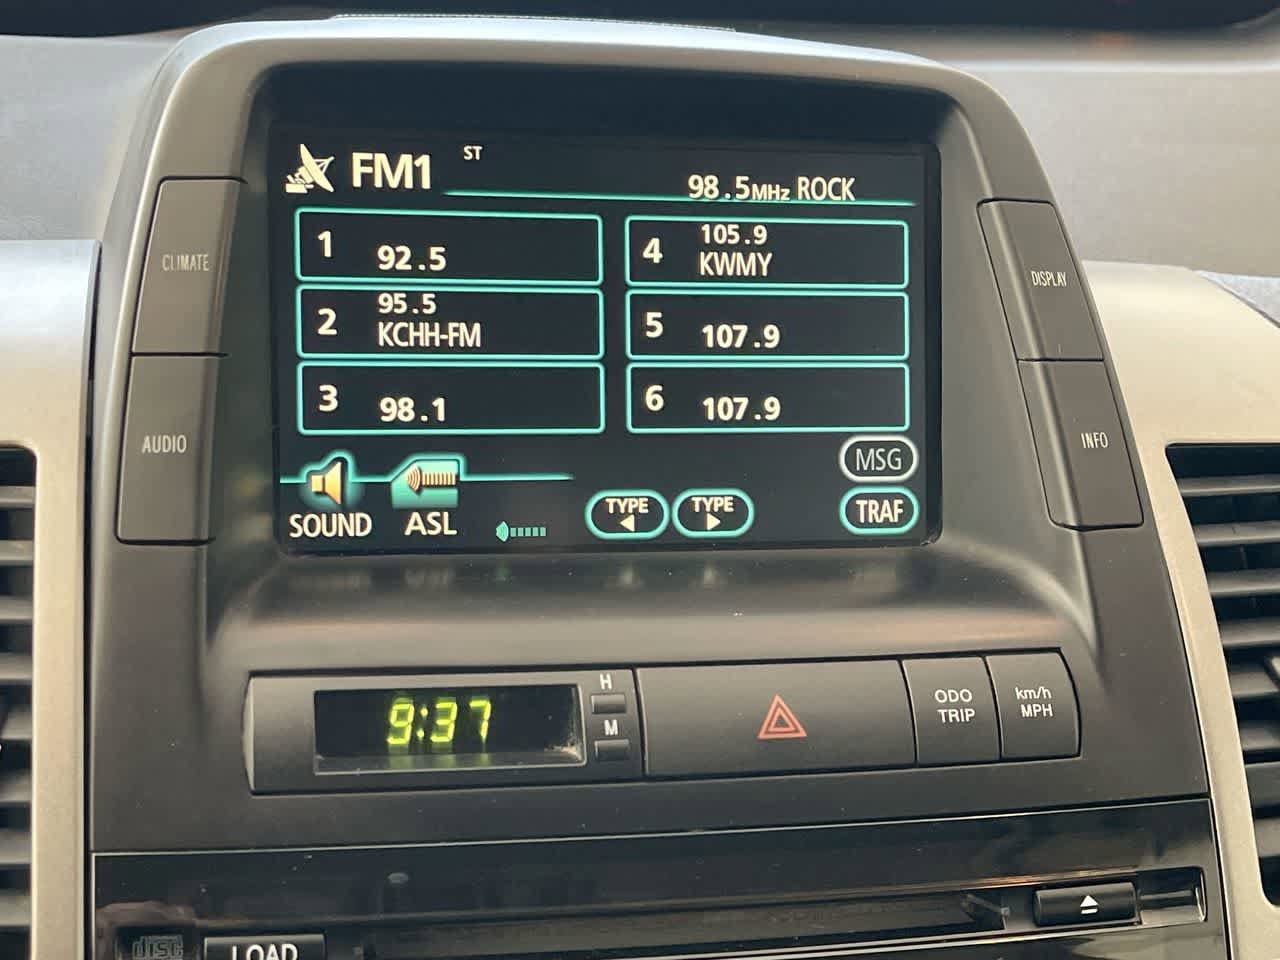 FM1 ST
98.5MHz ROCK
1 92.5
2 95.5
KCHH-FM
3 98.1
4 105.9
KWMY
5 107.9
6 107.9
MSG
SOUND
ASL
TYPE
TYPE
TRAF
CLIMATE
AUDIO
DISPLAY
INFO
9:37
H
M
ODO
TRIP
km/h
MPH
disc
LOAD